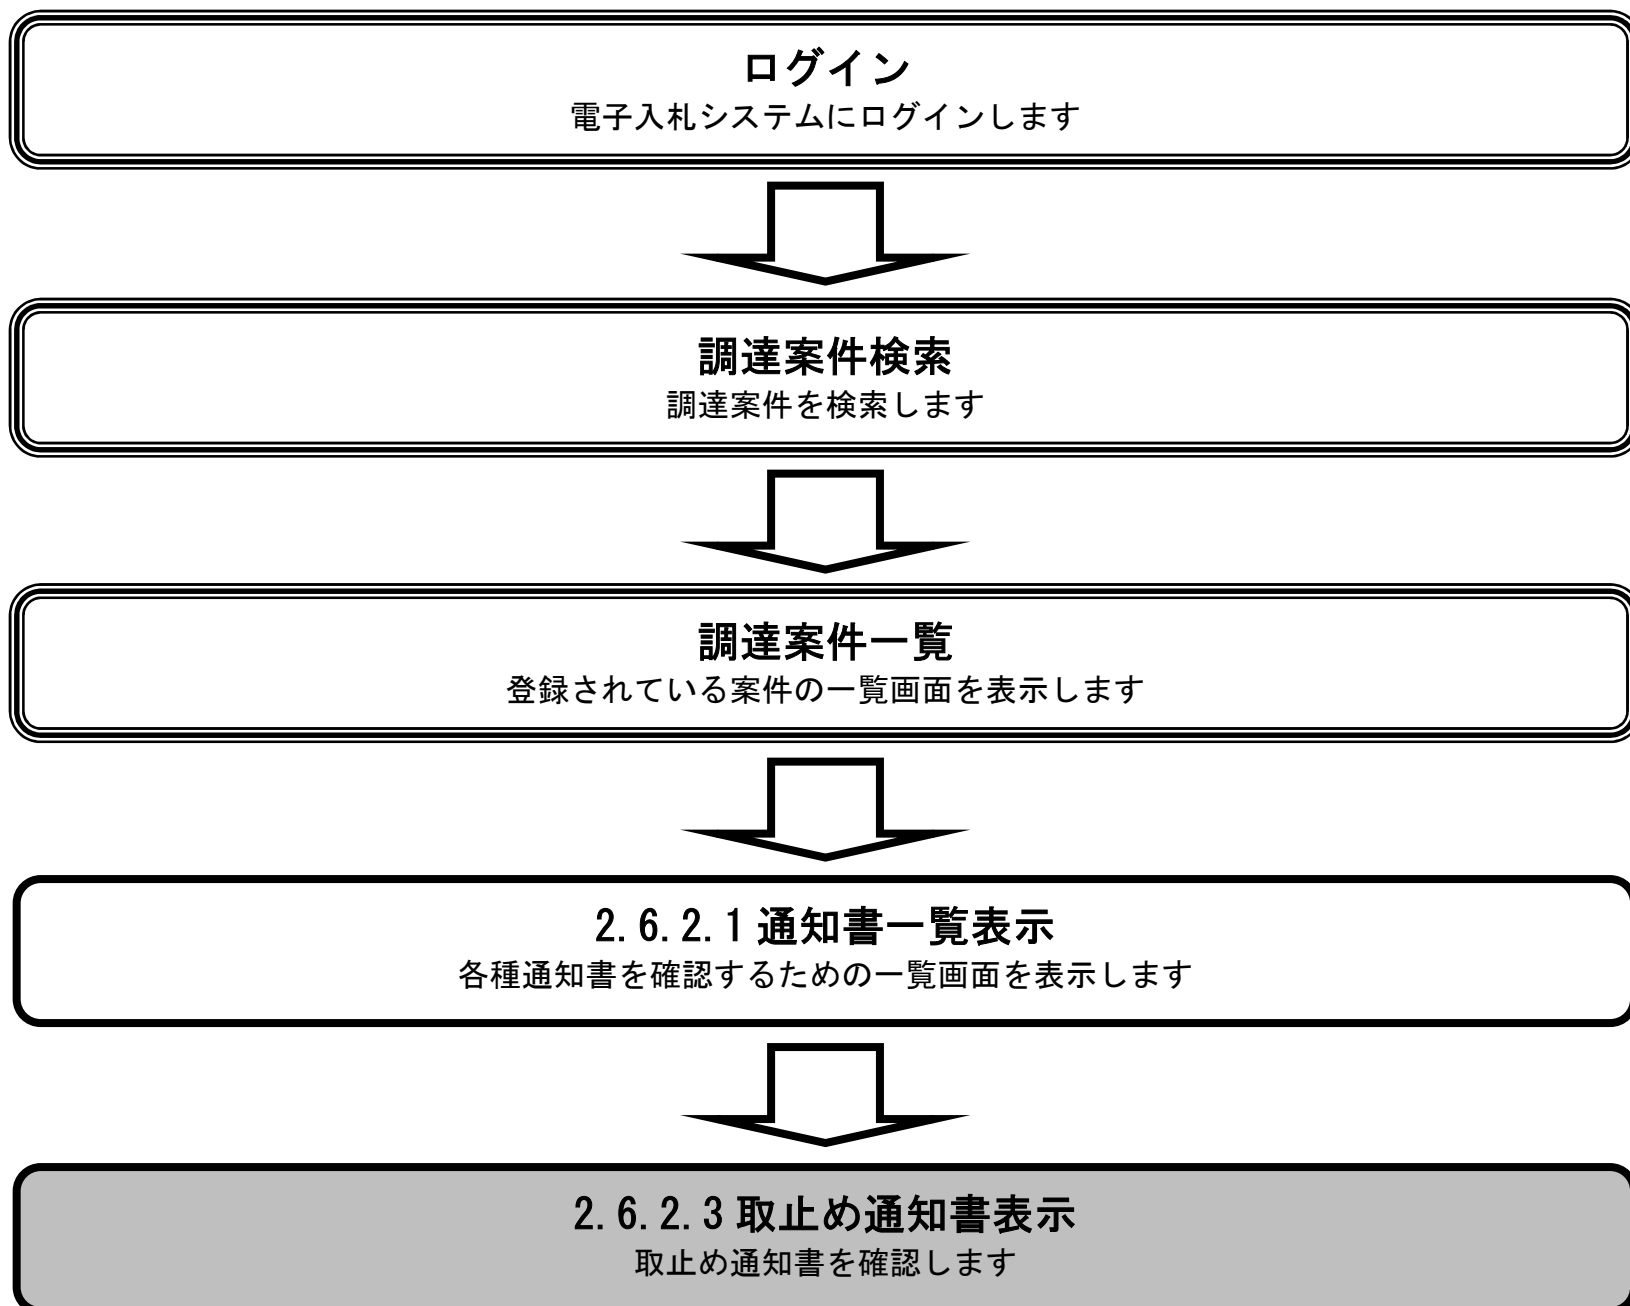 ログイン
電子入札システムにログインします
調達案件検索
調達案件を検索します
調達案件一覧
登録されている案件の一覧画面を表示します
2.6.2.1 通知書一覧表示
各種通知書を確認するための一覧画面を表示します
2.6.2.3 取止め通知書表示
取止め通知書を確認します